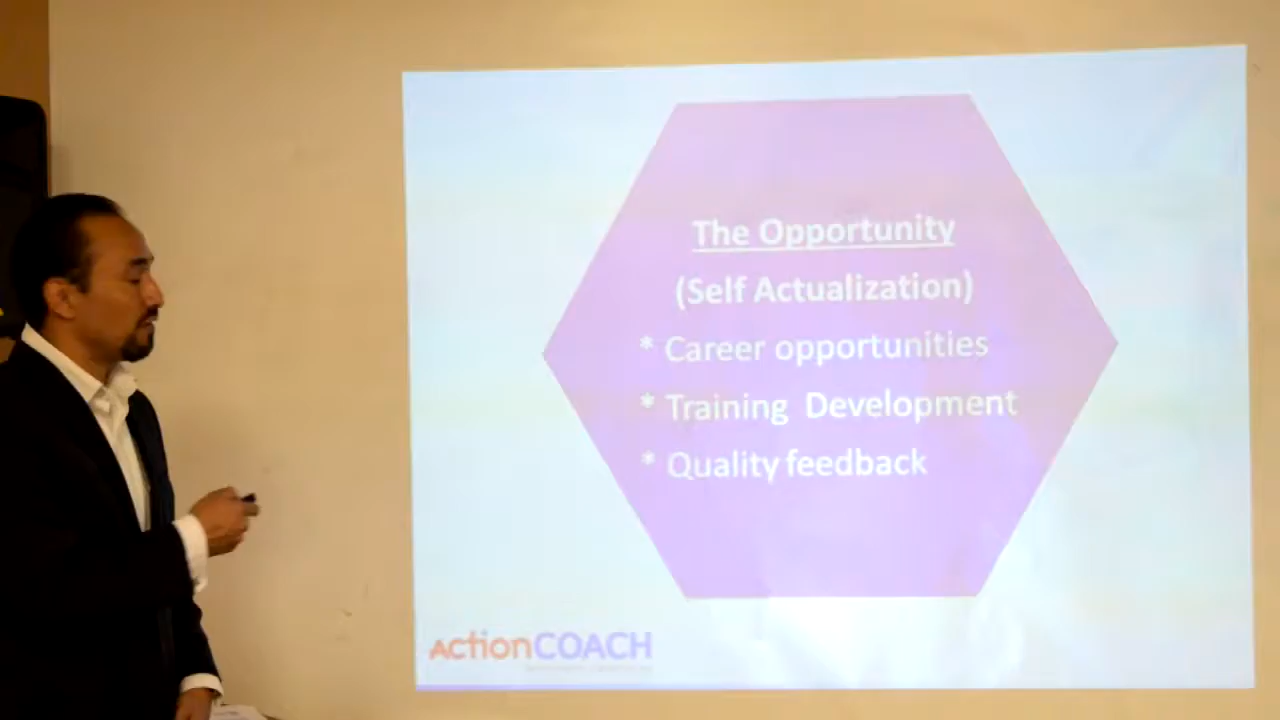 The Opportunity
(Self Actualization)
* Career opportunities
* Training Development
* Quality feedback
ActionCOACH